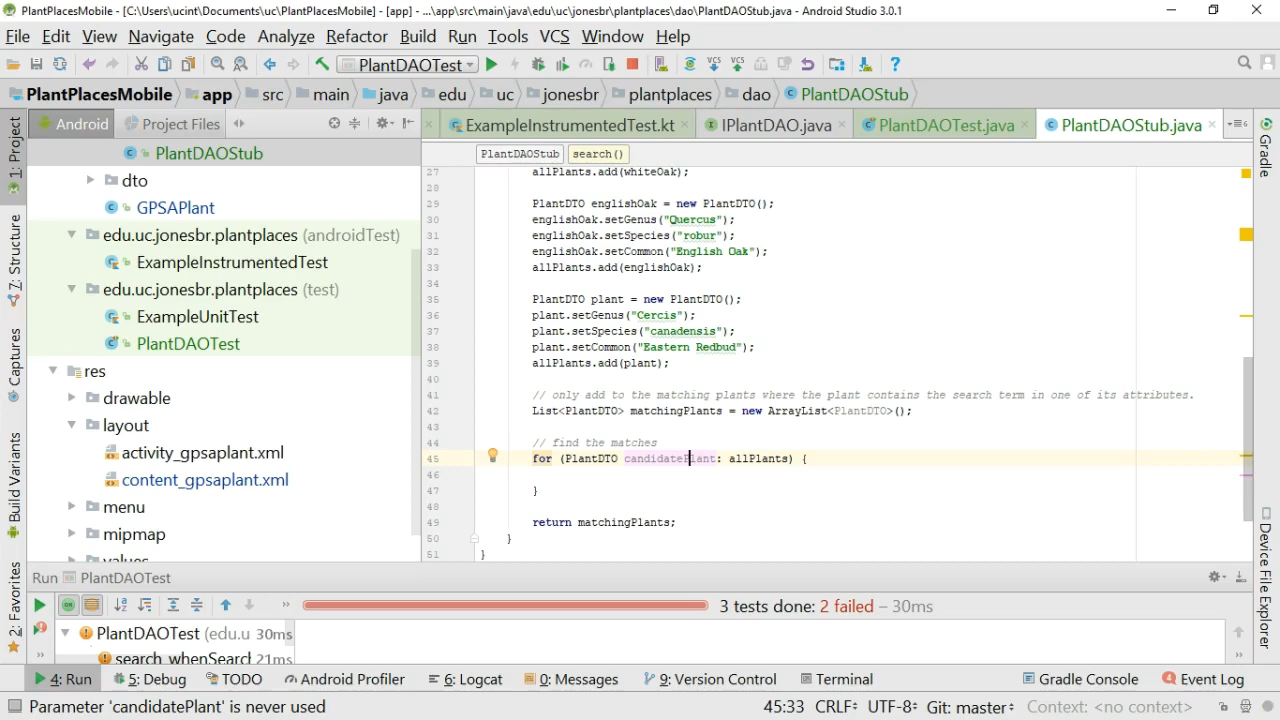 PlantPlacesMobile - [C:\Users\ucint\Documents\uc\PlantPlacesMobile] - [app] - ...\app\src\main\java\edu\uc\jonesbr\plantplaces\dao\PlantDAOStub.java - Android Studio 3.0.1
File Edit View Navigate Code Analyze Refactor Build Run Tools VCS Window Help
PlantDAOTest VCS VCS
PlantPlacesMobile app src main java edu uc jonesbr plantplaces dao PlantDAOStub
Android Project Files ExampleInstrumentedTest.kt IPlantDAO.java PlantDAOTest.java PlantDAOStub.java
PlantDAOStub search()
PlantDAOStub
dto
GPSAPlant
edu.uc.jonesbr.plantplaces (androidTest)
ExampleInstrumentedTest
edu.uc.jonesbr.plantplaces (test)
ExampleUnitTest
PlantDAOTest
res
drawable
layout
activity_gpsaplant.xml
content_gpsaplant.xml
menu
mipmap
values
1: Project
7: Structure
Captures
Build Variants
2: Favorites
27 allPlants.add(whiteOak);
28
29 PlantDTO englishOak = new PlantDTO();
30 englishOak.setGenus("Quercus");
31 englishOak.setSpecies("robur");
32 englishOak.setCommon("English Oak");
33 allPlants.add(englishOak);
34
35 PlantDTO plant = new PlantDTO();
36 plant.setGenus("Cercis");
37 plant.setSpecies("canadensis");
38 plant.setCommon("Eastern Redbud");
39 allPlants.add(plant);
40
41 // only add to the matching plants where the plant contains the search term in one of its attributes.
42 List<PlantDTO> matchingPlants = new ArrayList<PlantDTO>();
43
44 // find the matches
45 for (PlantDTO candidatePlant: allPlants) {
46
47 }
48
49 return matchingPlants;
50 }
51 }
Gradle
Device File Explorer
Run PlantDAOTest
3 tests done: 2 failed – 30ms
PlantDAOTest (edu.u 30ms
search_whenSearch 21ms
4: Run 5: Debug TODO Android Profiler 6: Logcat 0: Messages 9: Version Control Terminal Gradle Console 4 Event Log
Parameter 'candidatePlant' is never used 45:33 CRLF UTF-8 Git: master Context: <no context>